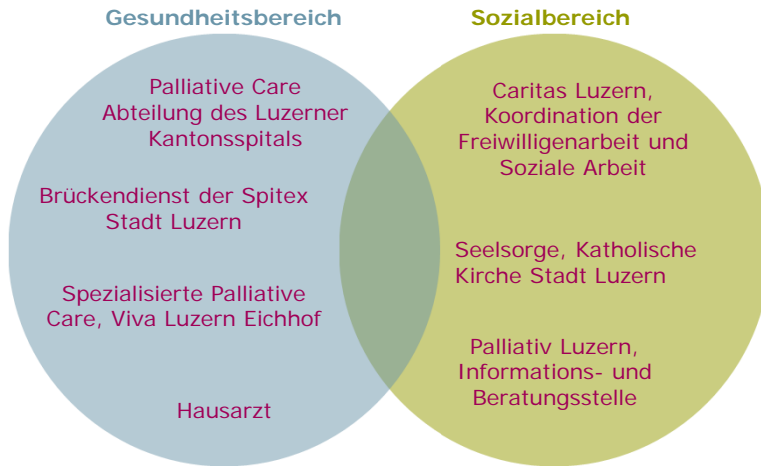 Gesundheitsbereich
Palliative Care
Abteilung des Luzerner
Kantonsspitals
Brückendienst der Spitex
Stadt Luzern
Spezialisierte Palliative
Care, Viva Luzern Eichhof
Hausarzt
Sozialbereich
Caritas Luzern,
Koordination der
Freiwilligenarbeit und
Soziale Arbeit
Seelsorge, Katholische
Kirche Stadt Luzern
Palliativ Luzern,
Informations- und
Beratungsstelle